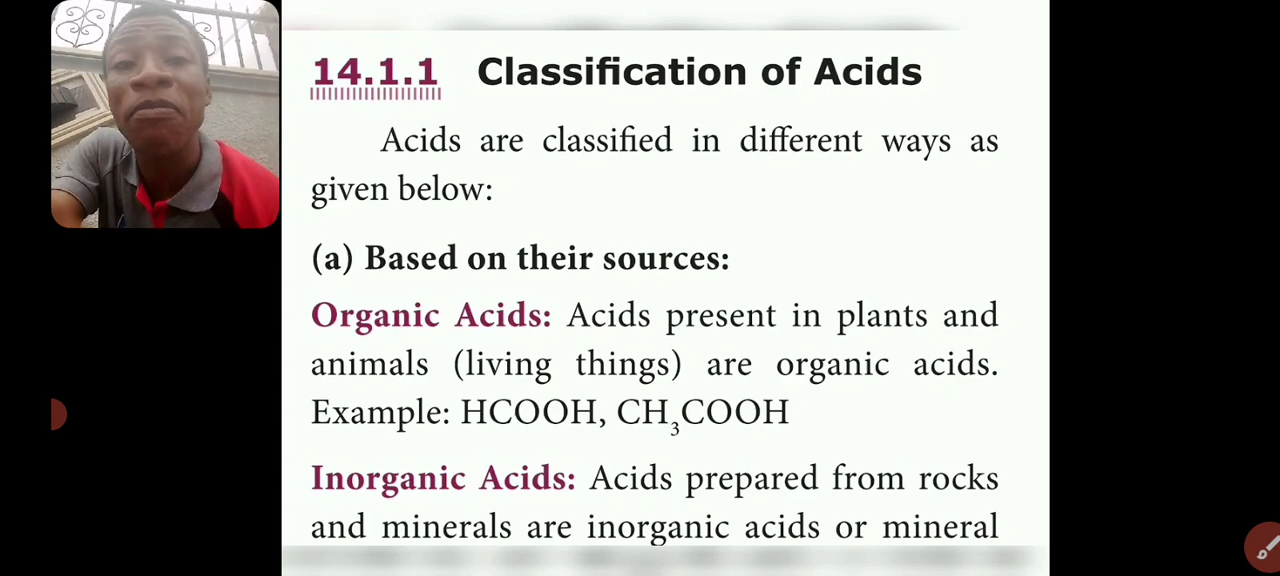 14.1.1 Classification of Acids
Acids are classified in different ways as
given below:
(a) Based on their sources:
Organic Acids: Acids present in plants and
animals (living things) are organic acids.
Example: HCOOH, CH₃COOH
Inorganic Acids: Acids prepared from rocks
and minerals are inorganic acids or mineral